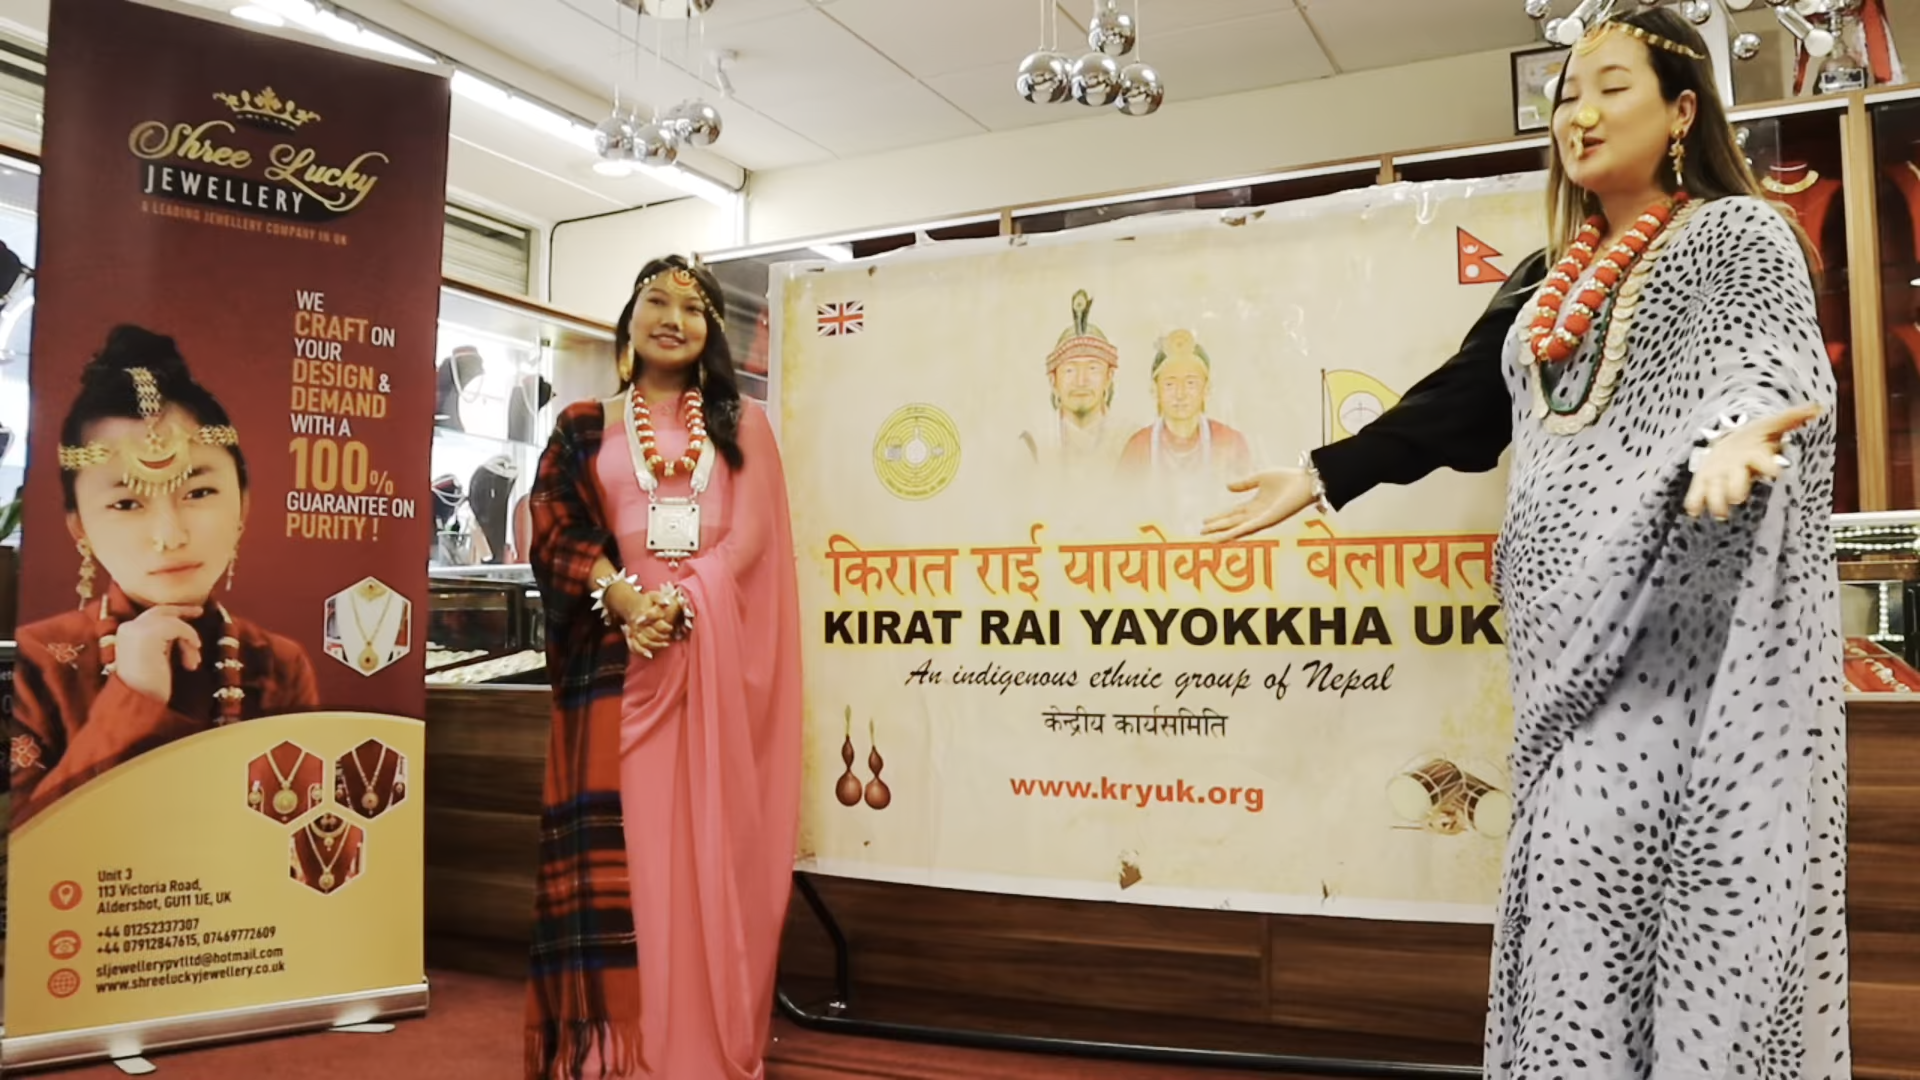 Shree Lucky
JEWELLERY
A LEADING JEWELLERY COMPANY IN UK
WE
CRAFT ON
YOUR
DESIGN &
DEMAND
WITH A
100%
GUARANTEE ON
PURITY !
Unit 3
113 Victoria Road,
Aldershot, GU11 1JE, UK
+44 01252337307
+44 07912847615, 07469772609
sljewellerypvtltd@hotmail.com
www.shreeluckyjewellery.co.uk
किरात राई यायोक्खा बेलायत
KIRAT RAI YAYOKKHA UK
An indigenous ethnic group of Nepal
केन्द्रीय कार्यसमिति
www.kryuk.org